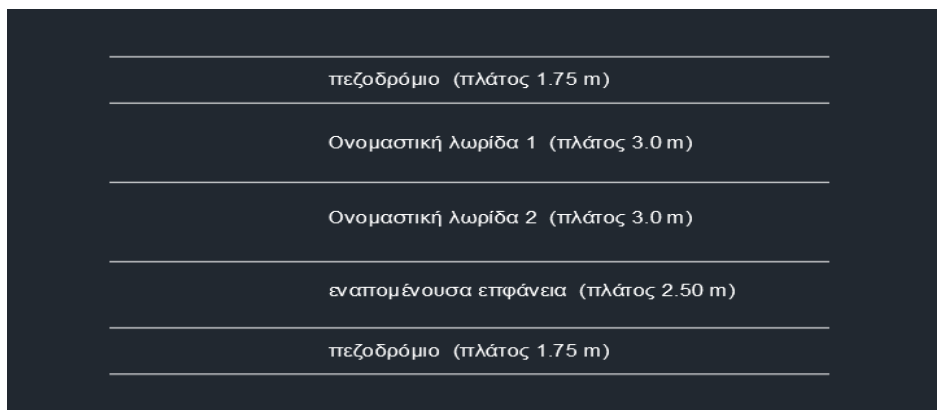 πεζοδρόμιο (πλάτος 1.75 m)
Ονομαστική λωρίδα 1 (πλάτος 3.0 m)
Ονομαστική λωρίδα 2 (πλάτος 3.0 m)
εναπομένουσα επφάνεια (πλάτος 2.50 m)
πεζοδρόμιο (πλάτος 1.75 m)